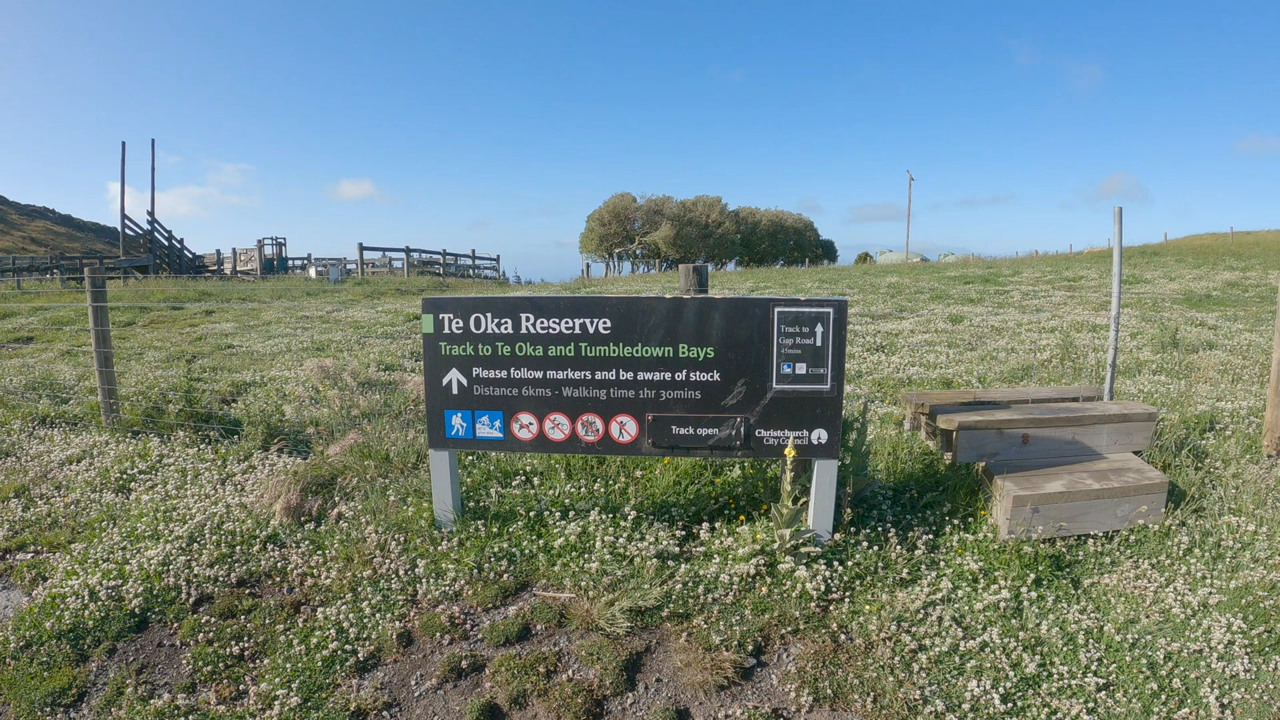 Te Oka Reserve
Track to Te Oka and Tumbledown Bays
Please follow markers and be aware of stock
Distance 6kms - Walking time 1hr 30mins
Track to
Gap Road
45mins
Track open
Christchurch
City Council